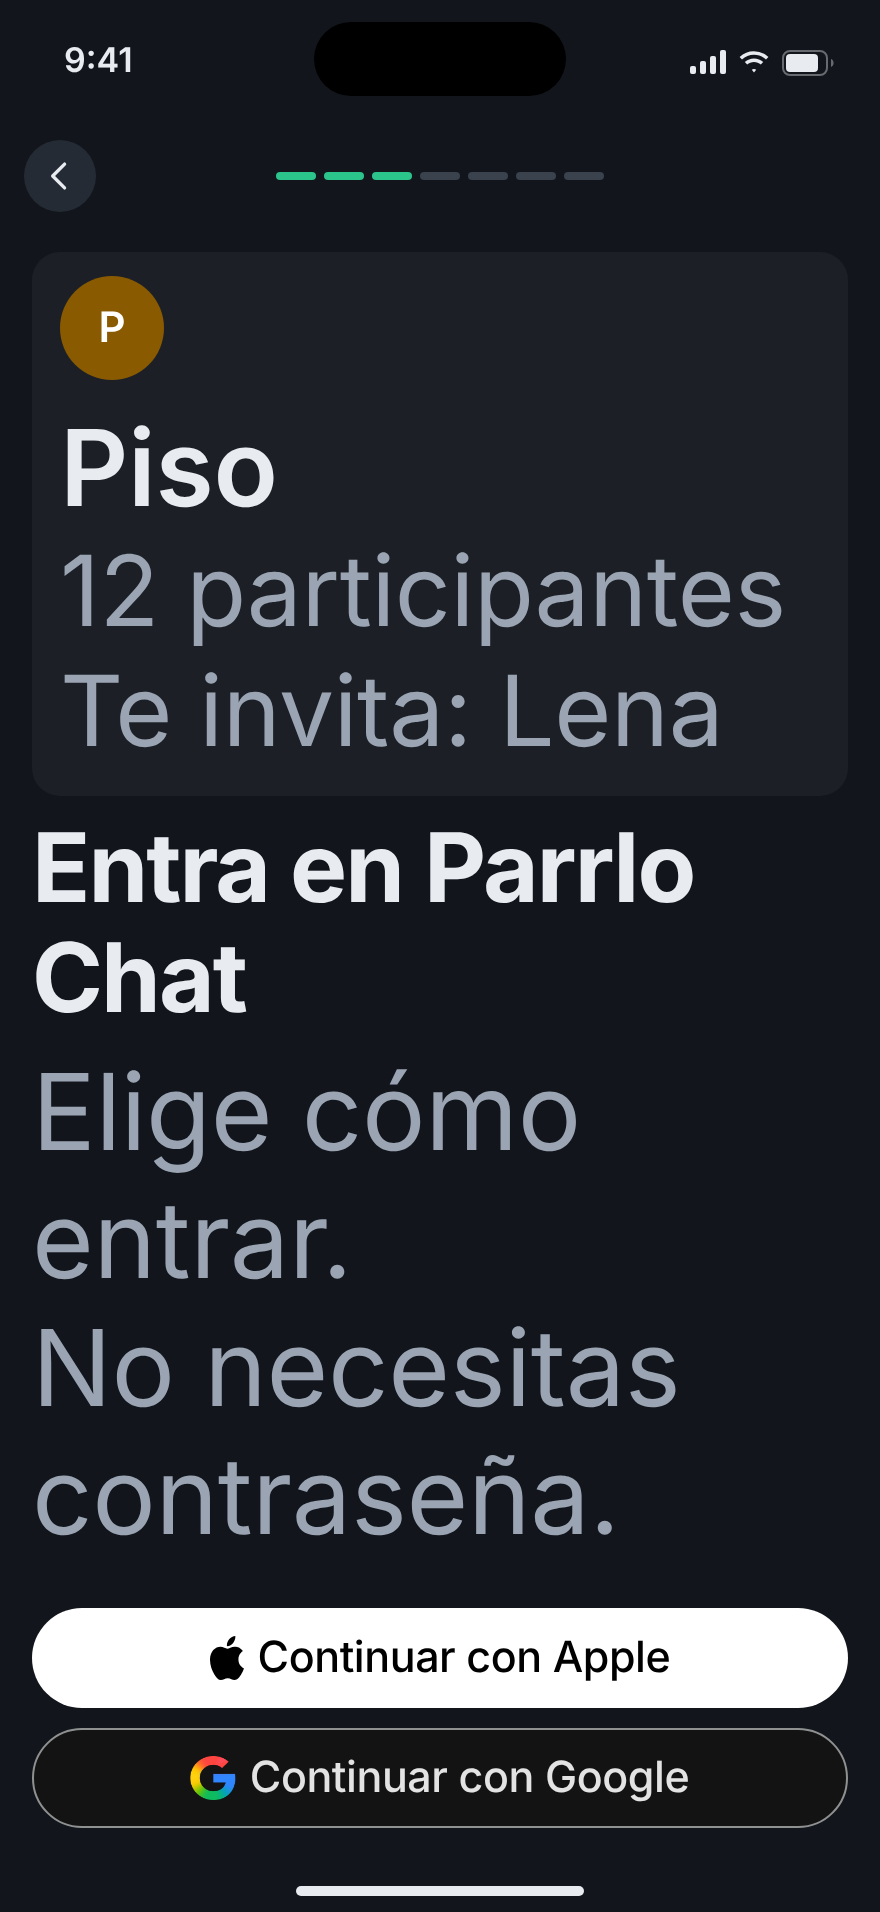 9:41
P
Piso
12 participantes
Te invita: Lena
Entra en Parrlo
Chat
Elige cómo
entrar.
No necesitas
contraseña.
Continuar con Apple
Continuar con Google